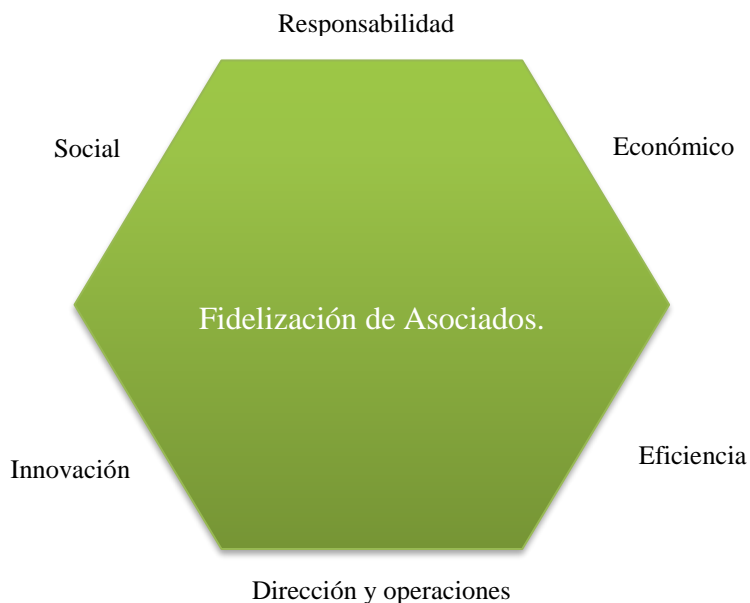 Responsabilidad
Social
Económico
Fidelización de Asociados.
Innovación
Eficiencia
Dirección y operaciones